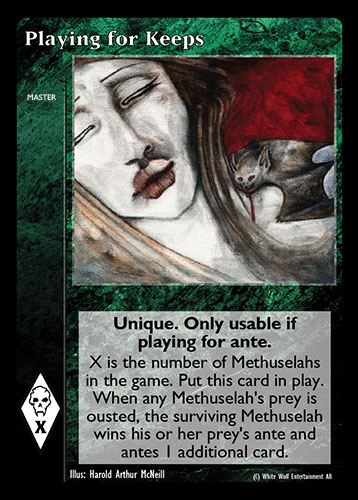 Playing for Keeps
MASTER
Unique. Only usable if
playing for ante.
X is the number of Methuselahs
in the game. Put this card in play.
When any Methuselah's prey is
ousted, the surviving Methuselah
wins his or her prey's ante and
antes 1 additional card.
X
Illus: Harold Arthur McNeill
(C) White Wolf Entertainment AB